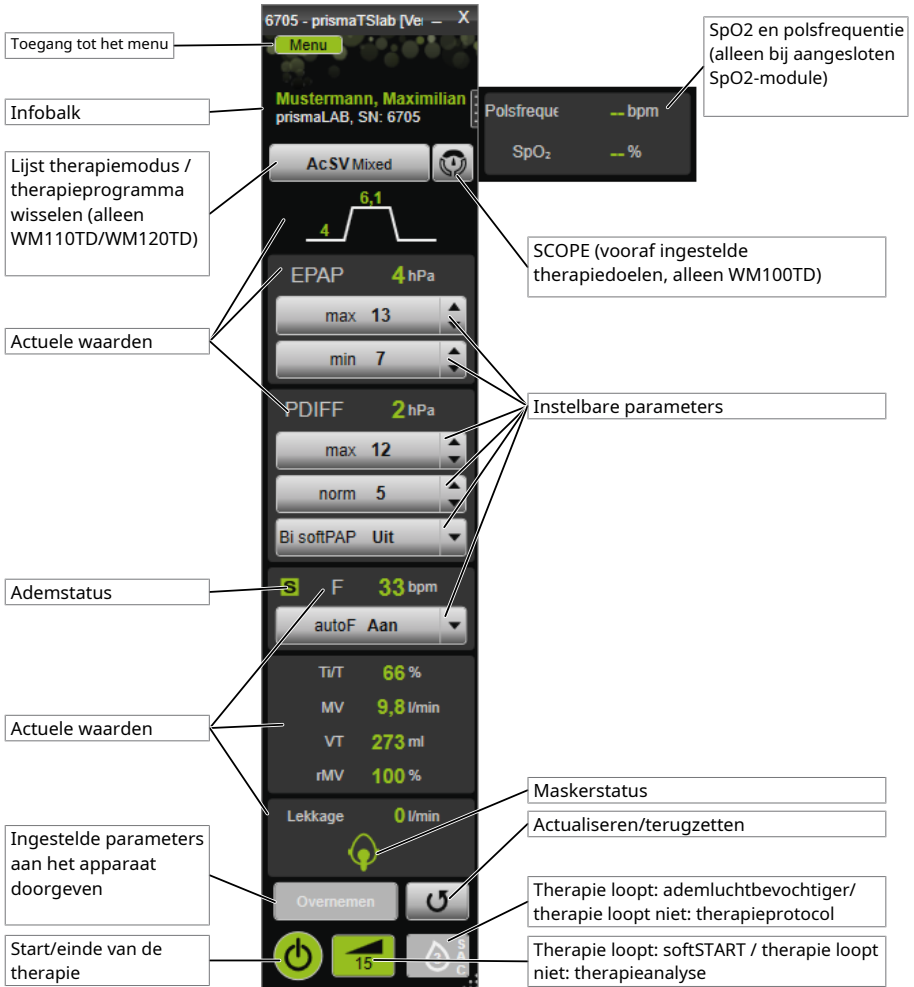 6705 - prismaTSlab [Ve
X
Menu
Toegang tot het menu
SpO2 en polsfrequentie
(alleen bij aangesloten
SpO2-module)
Mustermann, Maximilian
prismaLAB, SN: 6705
Infobalk
Polsfreque
-- bpm
SpO₂
-- %
Lijst therapiemodus /
therapieprogramma
wisselen (alleen
WM110TD/WM120TD)
AcSV Mixed
6,1
4
SCOPE (vooraf ingestelde
therapiedoelen, alleen WM100TD)
EPAP 4 hPa
max 13
min 7
Actuele waarden
PDIFF 2 hPa
Instelbare parameters
max 12
norm 5
Bi softPAP Uit
Ademstatus
S F 33 bpm
autoF Aan
Ti/T 66 %
MV 9,8 l/min
VT 273 ml
rMV 100 %
Actuele waarden
Lekkage 0 l/min
Maskerstatus
Actualiseren/terugzetten
Ingestelde parameters
aan het apparaat
doorgeven
Overnemen
Therapie loopt: ademluchtbevochtiger/
therapie loopt niet: therapieprotocol
Start/einde van de
therapie
15
3
S
A
C
Therapie loopt: softSTART / therapie loopt
niet: therapieanalyse